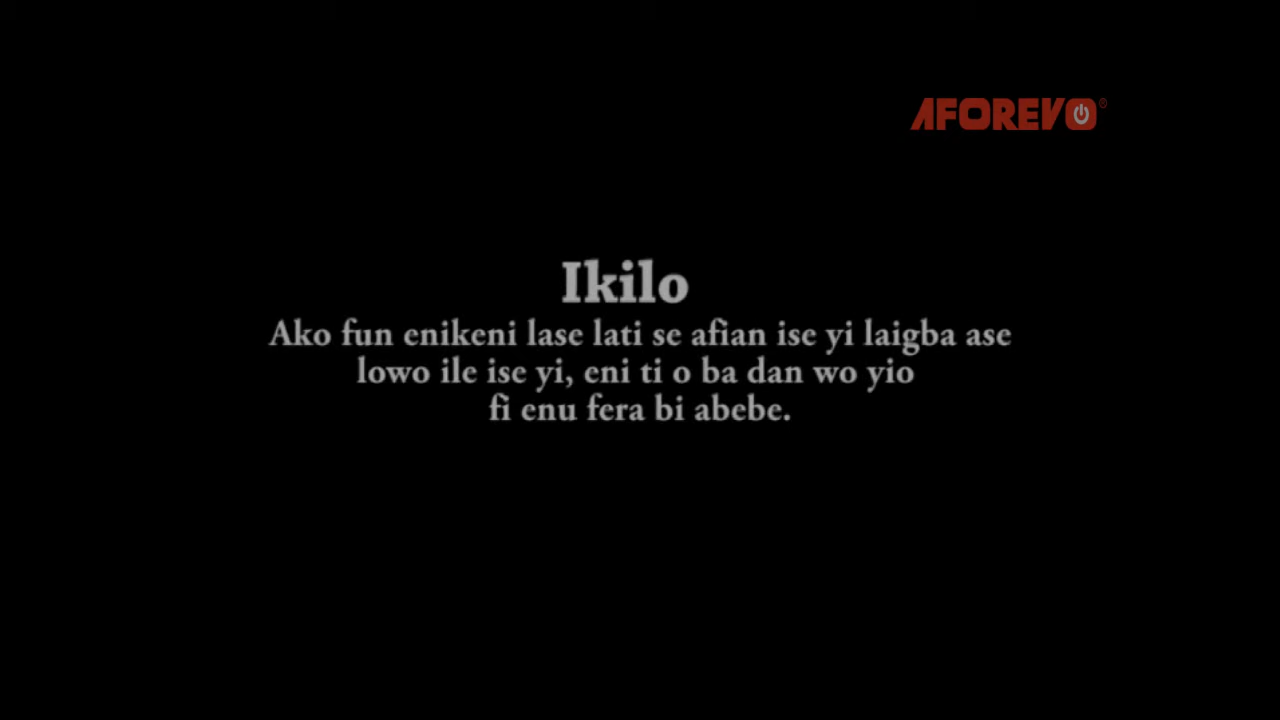 AFOREVO®
Ikilo
Ako fun enikeni lase lati se afian ise yi laigba ase
lowo ile ise yi, eni ti o ba dan wo yio
fi enu fera bi abebe.